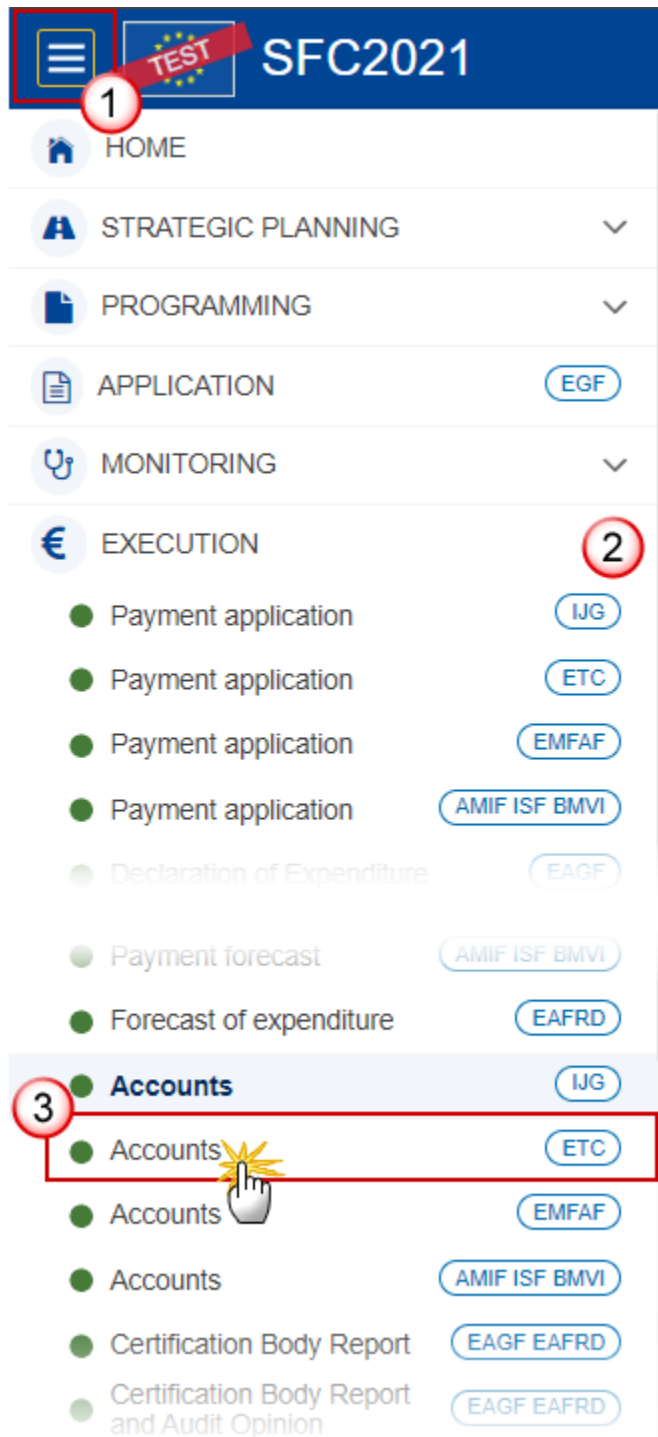 TEST
SFC2021
1
HOME
STRATEGIC PLANNING
PROGRAMMING
APPLICATION EGF
MONITORING
€ EXECUTION 2
Payment application IJG
Payment application ETC
Payment application EMFAF
Payment application AMIF ISF BMVI
Declaration of Expenditure EAGF
Payment forecast AMIF ISF BMVI
Forecast of expenditure EAFRD
Accounts IJG
3
Accounts ETC
Accounts EMFAF
Accounts AMIF ISF BMVI
Certification Body Report EAGF EAFRD
Certification Body Report EAGF EAFRD
and Audit Opinion